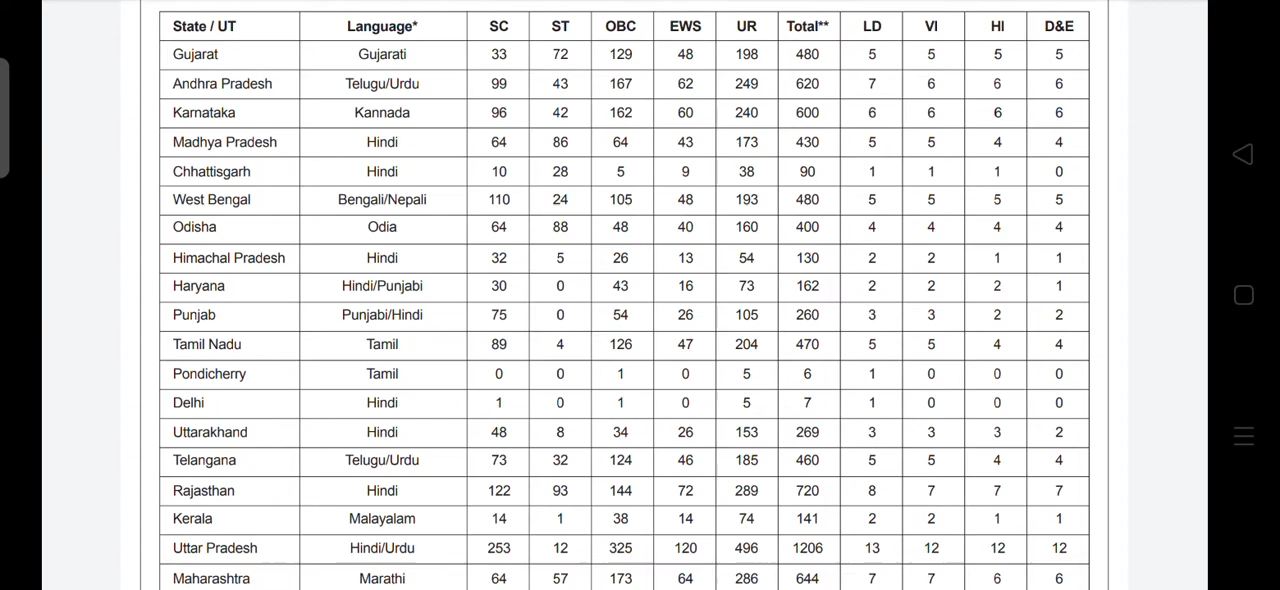 State / UT Language* SC ST OBC EWS UR Total** LD VI HI D&E
Gujarat Gujarati 33 72 129 48 198 480 5 5 5 5
Andhra Pradesh Telugu/Urdu 99 43 167 62 249 620 7 6 6 6
Karnataka Kannada 96 42 162 60 240 600 6 6 6 6
Madhya Pradesh Hindi 64 86 64 43 173 430 5 5 4 4
Chhattisgarh Hindi 10 28 5 9 38 90 1 1 1 0
West Bengal Bengali/Nepali 110 24 105 48 193 480 5 5 5 5
Odisha Odia 64 88 48 40 160 400 4 4 4 4
Himachal Pradesh Hindi 32 5 26 13 54 130 2 2 1 1
Haryana Hindi/Punjabi 30 0 43 16 73 162 2 2 2 1
Punjab Punjabi/Hindi 75 0 54 26 105 260 3 3 2 2
Tamil Nadu Tamil 89 4 126 47 204 470 5 5 4 4
Pondicherry Tamil 0 0 1 0 5 6 1 0 0 0
Delhi Hindi 1 0 1 0 5 7 1 0 0 0
Uttarakhand Hindi 48 8 34 26 153 269 3 3 3 2
Telangana Telugu/Urdu 73 32 124 46 185 460 5 5 4 4
Rajasthan Hindi 122 93 144 72 289 720 8 7 7 7
Kerala Malayalam 14 1 38 14 74 141 2 2 1 1
Uttar Pradesh Hindi/Urdu 253 12 325 120 496 1206 13 12 12 12
Maharashtra Marathi 64 57 173 64 286 644 7 7 6 6